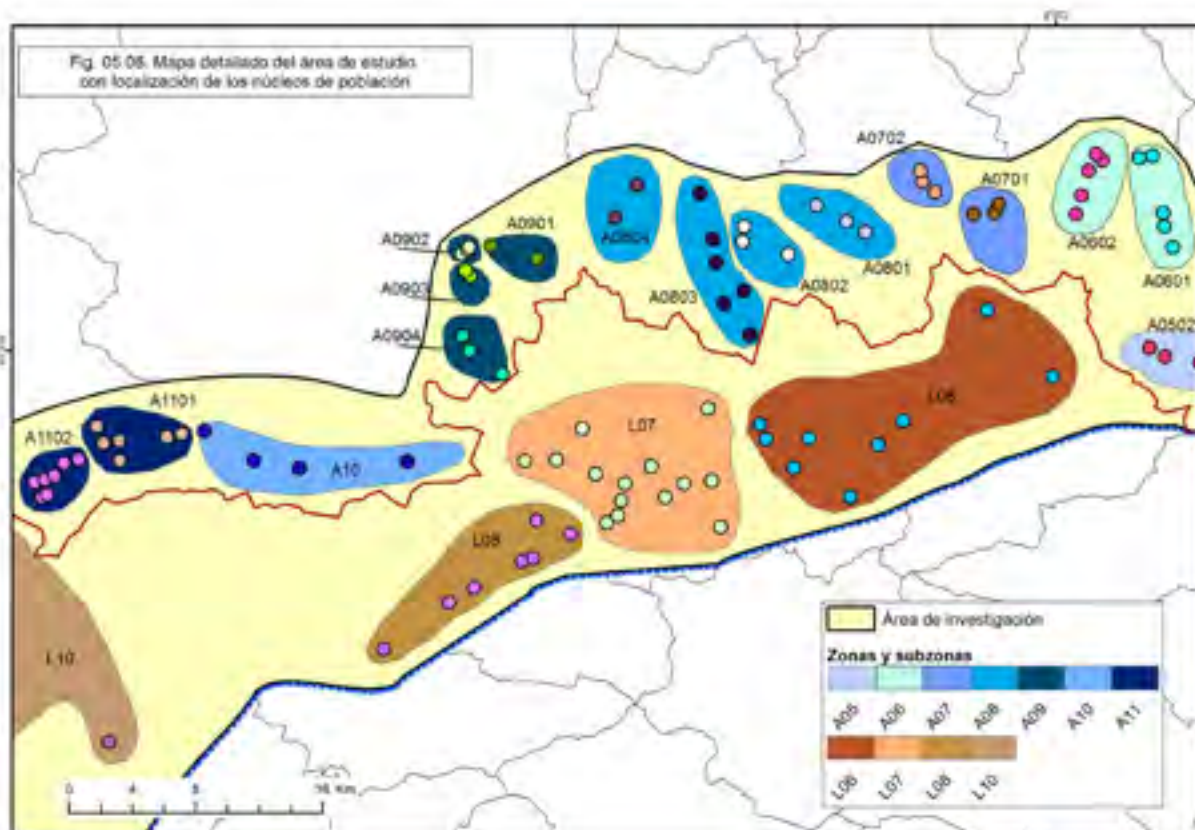 Fig. 05.08. Mapa detallado del área de estudio
con localización de los núcleos de población
A0702
A0701
A0602
A0601
A0502
A0901
A0902
A0903
A0904
A0804
A0803
A0802
A0801
A1101
A1102
A10
L06
L07
L08
L10
Área de investigación
Zonas y subzonas
A05 A06 A07 A08 A09 A10 A11
L06 L07 L08 L10
0 4 8 16 Km